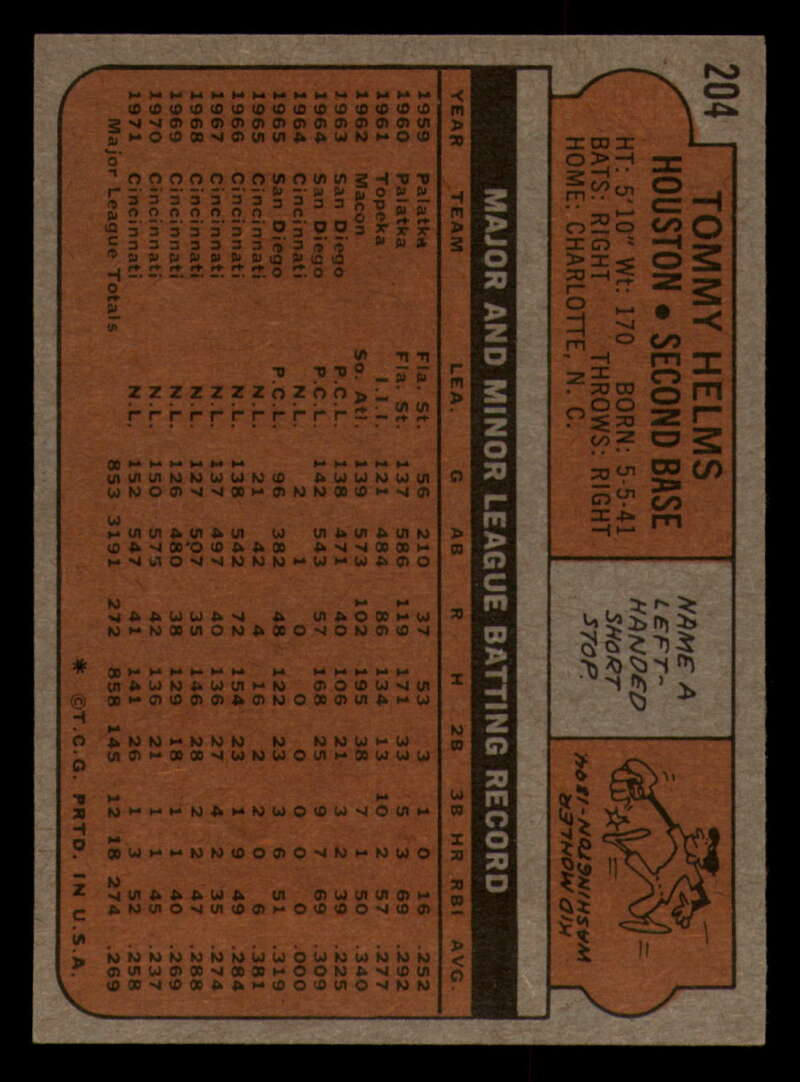 204
TOMMY HELMS
HOUSTON • SECOND BASE
HT: 5'10" Wt: 170 BORN: 5-5-41
BATS: RIGHT THROWS: RIGHT
HOME: CHARLOTTE, N. C.
NAME A
LEFT-
HANDED
SHORT
STOP.
KID MOHLER
WASHINGTON-1894
MAJOR AND MINOR LEAGUE BATTING RECORD
YEAR TEAM LEA. G AB R H 2B 3B HR RBI AVG.
1959 Palatka Fla. St. 56 210 37 53 3 1 0 16 .252
1960 Palatka Fla. St. 137 586 119 171 33 5 3 69 .292
1961 Topeka I.I.I. 121 484 86 134 13 10 2 57 .277
1962 Macon So. Atl. 139 573 102 195 38 7 1 50 .340
1963 San Diego P.C.L. 138 471 40 106 21 3 2 39 .225
1964 San Diego P.C.L. 142 543 57 168 25 9 7 69 .309
1964 Cincinnati N.L. 2 1 0 0 0 0 0 0 .000
1965 San Diego P.C.L. 96 382 48 122 23 3 6 51 .319
1965 Cincinnati N.L. 21 42 4 16 2 2 0 6 .381
1966 Cincinnati N.L. 138 542 72 154 23 1 9 49 .284
1967 Cincinnati N.L. 137 497 40 136 27 4 2 35 .274
1968 Cincinnati N.L. 127 507 35 146 28 2 2 47 .288
1969 Cincinnati N.L. 126 480 38 129 18 1 1 40 .269
1970 Cincinnati N.L. 150 575 42 136 21 1 1 45 .237
1971 Cincinnati N.L. 152 547 41 141 26 1 3 52 .258
Major League Totals 853 3191 272 858 145 12 18 274 .269
* ©T.C.G. PRTD. IN U.S.A.